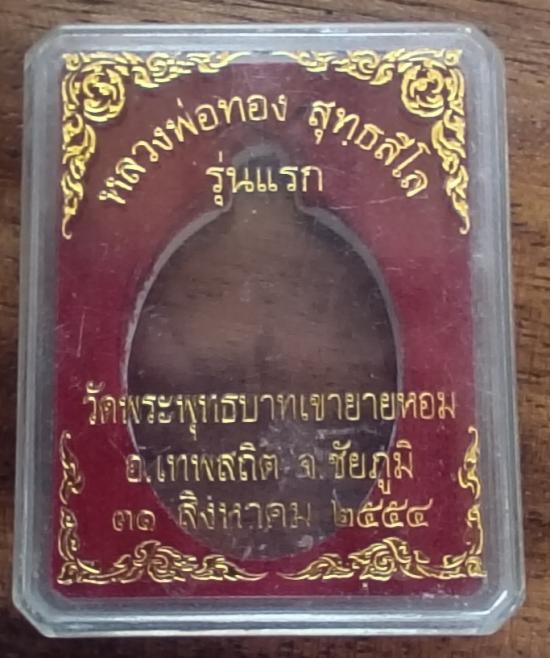 หลวงพ่อทอง สุทฺธสีโล
รุ่นแรก
วัดพระพุทธบาทเขายายหอม
อ.เทพสถิต จ.ชัยภูมิ
๓๑ สิงหาคม ๒๕๕๔